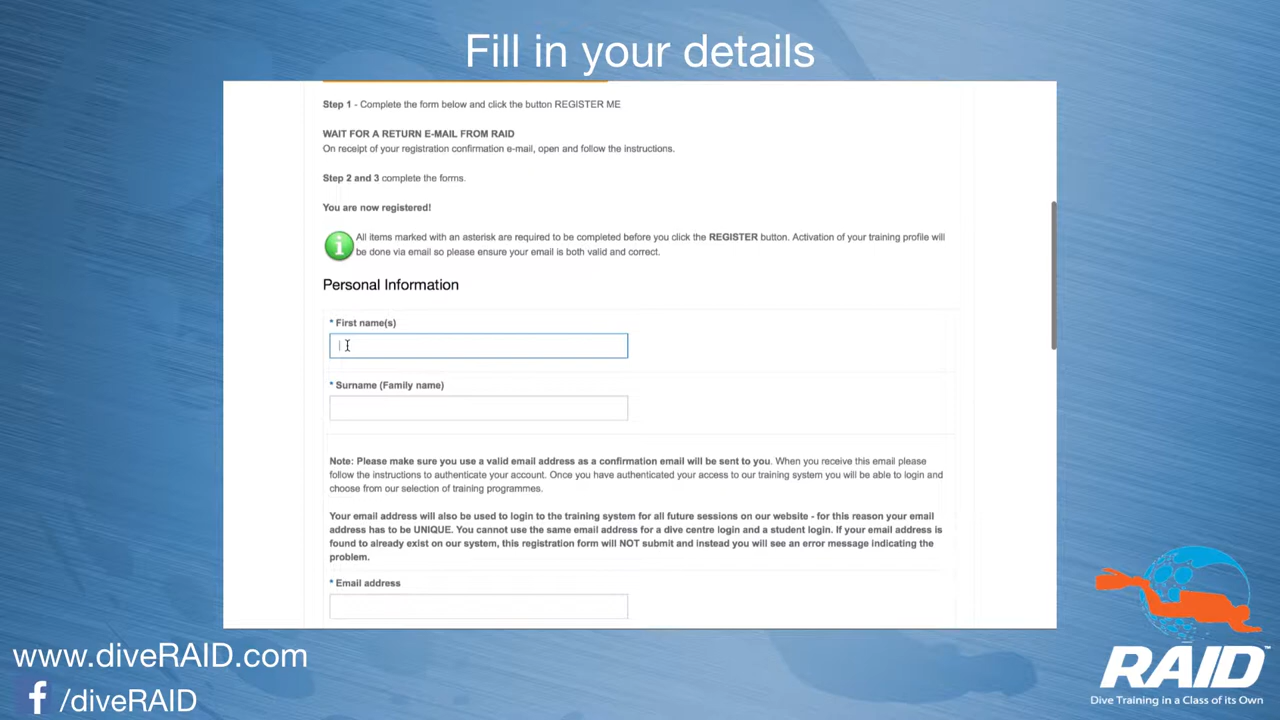 Fill in your details
Step 1 - Complete the form below and click the button REGISTER ME
WAIT FOR A RETURN E-MAIL FROM RAID
On receipt of your registration confirmation e-mail, open and follow the instructions.
Step 2 and 3 complete the forms.
You are now registered!
i
All items marked with an asterisk are required to be completed before you click the REGISTER button. Activation of your training profile will
be done via email so please ensure your email is both valid and correct.
Personal Information
* First name(s)
* Surname (Family name)
Note: Please make sure you use a valid email address as a confirmation email will be sent to you. When you receive this email please
follow the instructions to authenticate your account. Once you have authenticated your access to our training system you will be able to login and
choose from our selection of training programmes.
Your email address will also be used to login to the training system for all future sessions on our website - for this reason your email
address has to be UNIQUE. You cannot use the same email address for a dive centre login and a student login. If your email address is
found to already exist on our system, this registration form will NOT submit and instead you will see an error message indicating the
problem.
* Email address
www.diveRAID.com
f /diveRAID
RAID™
Dive Training in a Class of its Own